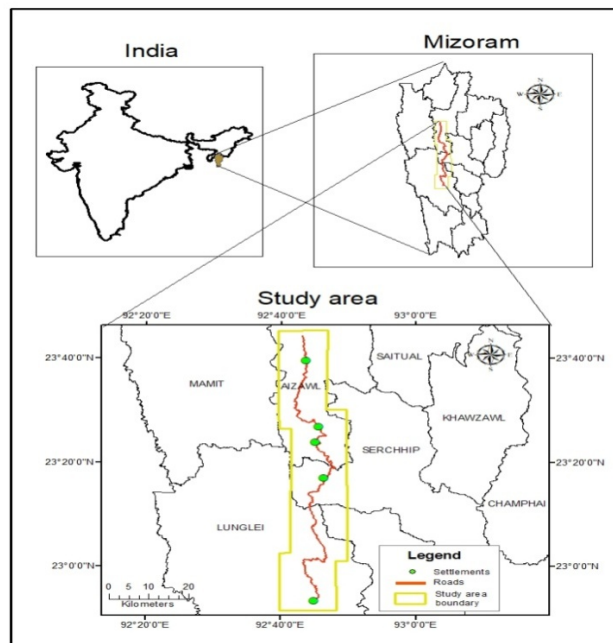 India
Mizoram
N
W E
S
Study area
92°20'0"E 92°40'0"E 93°0'0"E
N
W E
S
23°40'0"N 23°40'0"N
SAITUAL
MAMIT
AIZAWL
KHAWZAWL
SERCHHIP
23°20'0"N 23°20'0"N
CHAMPHAI
LUNGLEI
Legend
Settlements
Roads
Study area
boundary
23°0'0"N 23°0'0"N
0 5 10 20
Kilometers
92°20'0"E 92°40'0"E 93°0'0"E